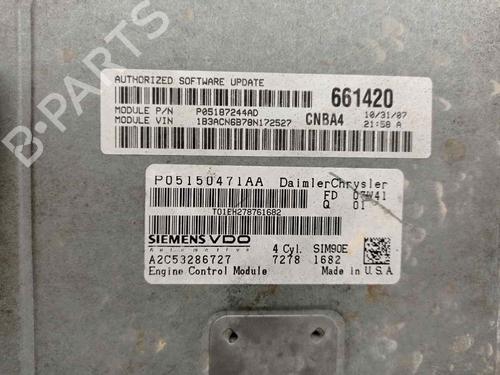 B-PARTS
AUTHORIZED SOFTWARE UPDATE
661420
MODULE P/N P05187244AD
CNBA4 10/31/07
MODULE VIN 1B3ACN6B78N172527
21:58 A
P05150471AA DaimlerChrysler
FD 07W41
Q 01
T01EH278761682
SIEMENS VDO
Automotive
4 Cyl. SIM90E
A2C53286727 7278 1682
Engine Control Module Made in U.S.A